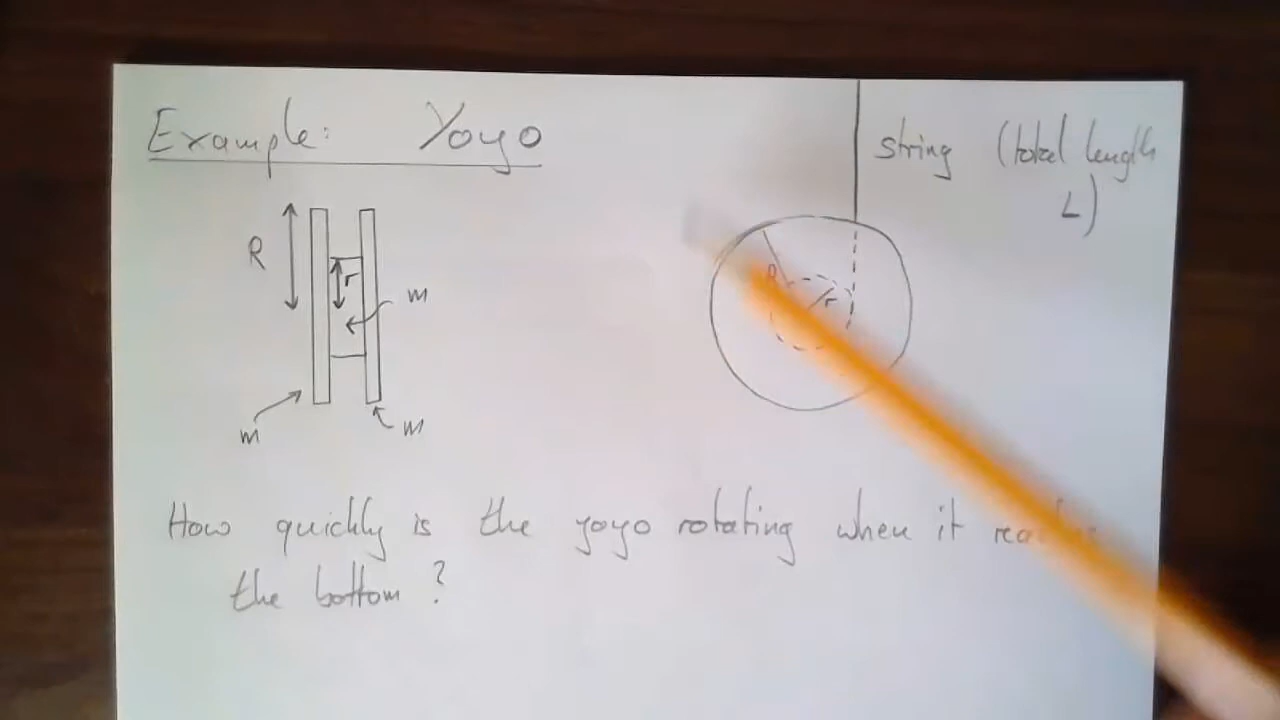 Example: Yoyo
string (total length
L)
R
r
m
m
m
R
r
How quickly is the yoyo rotating when it
the bottom ?